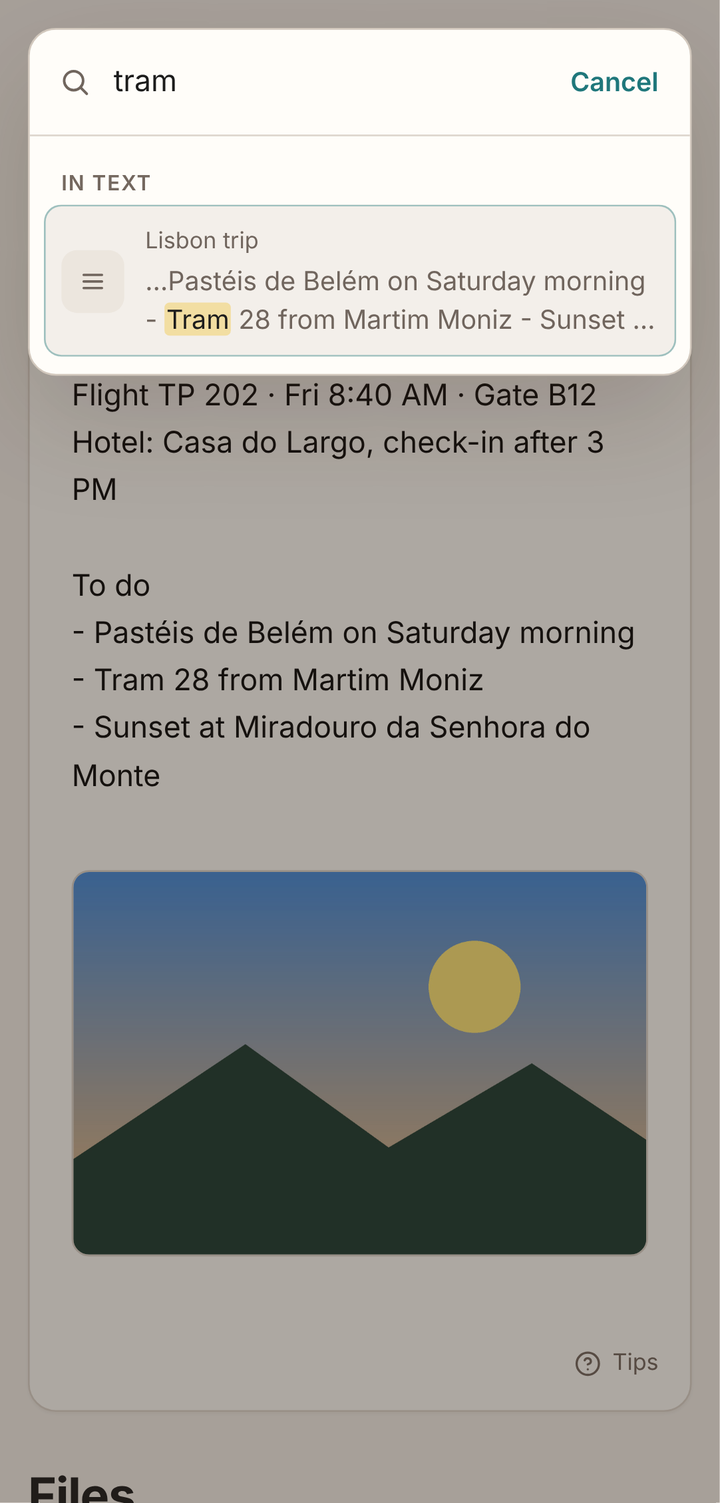 tram
Cancel
IN TEXT
Lisbon trip
...Pastéis de Belém on Saturday morning
- Tram 28 from Martim Moniz - Sunset ...
Flight TP 202 · Fri 8:40 AM · Gate B12
Hotel: Casa do Largo, check-in after 3
PM
To do
- Pastéis de Belém on Saturday morning
- Tram 28 from Martim Moniz
- Sunset at Miradouro da Senhora do
Monte
Tips
Files